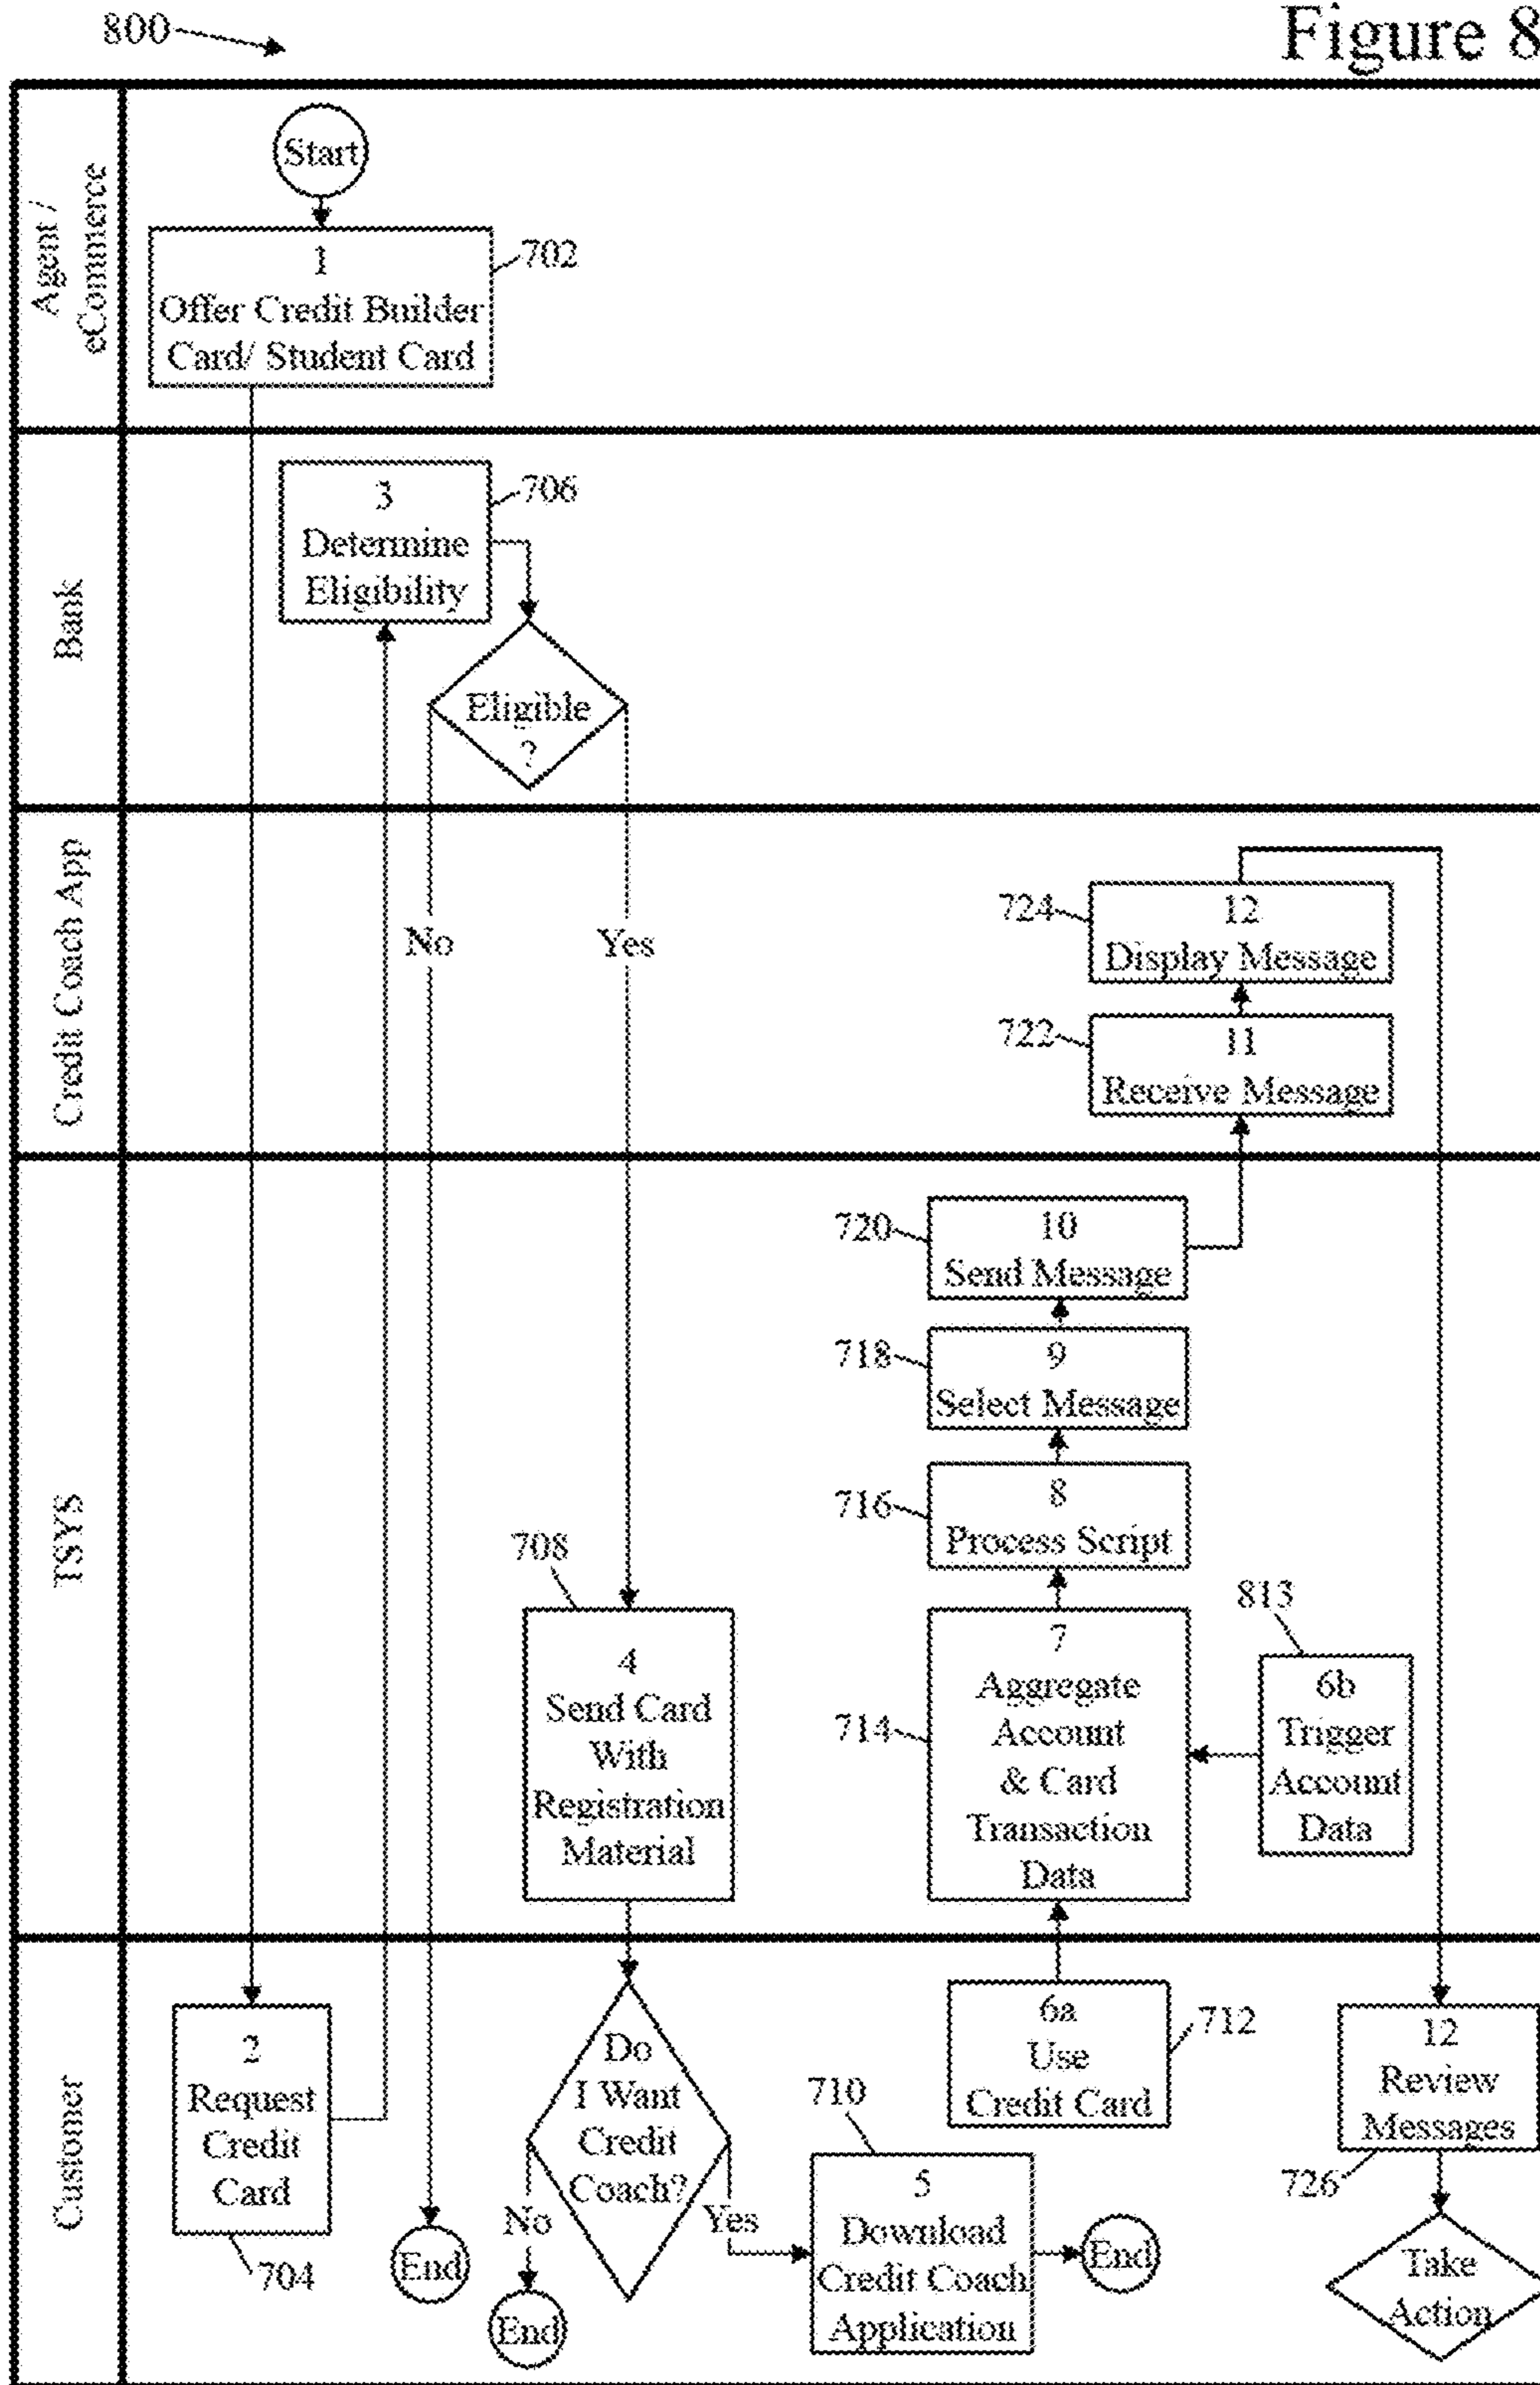 800
Figure 8
Agent /
eCommerce
Start
1
Offer Credit Builder
Card/ Student Card
702
Bank
3
Determine
Eligibility
706
Eligible
?
Credit Coach App
No
Yes
724
12
Display Message
722
11
Receive Message
TSYS
720
10
Send Message
718
9
Select Message
716
8
Process Script
708
4
Send Card
With
Registration
Material
714
7
Aggregate
Account
& Card
Transaction
Data
813
6b
Trigger
Account
Data
Customer
2
Request
Credit
Card
704
End
Do
I Want
Credit
Coach?
No
Yes
End
710
5
Download
Credit Coach
Application
End
6a
Use
Credit Card
712
12
Review
Messages
726
Take
Action